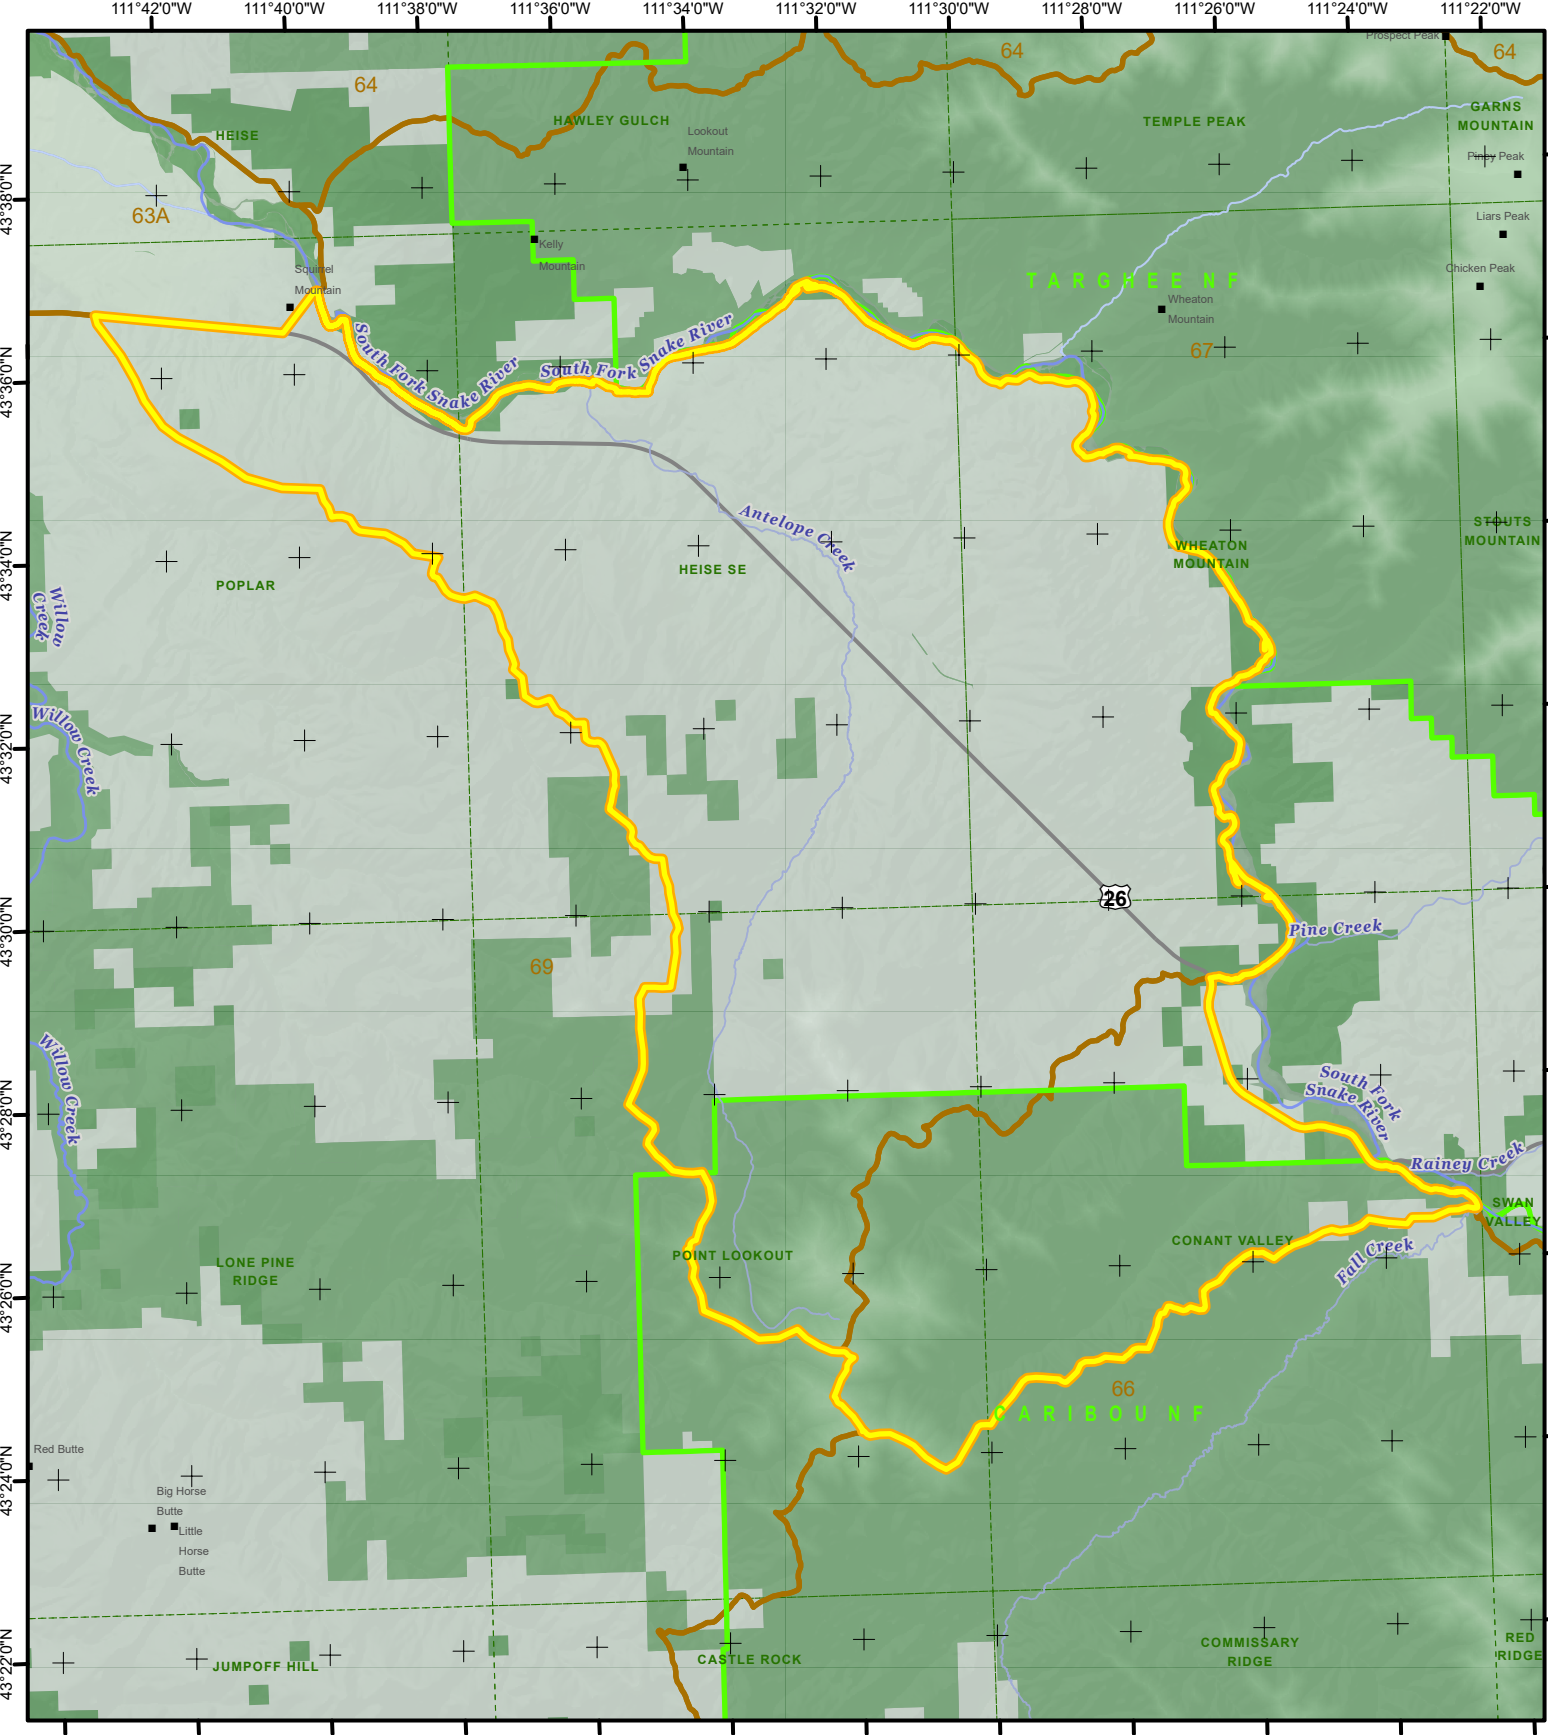 111°42'0"W 111°40'0"W 111°38'0"W 111°36'0"W 111°34'0"W 111°32'0"W 111°30'0"W 111°28'0"W 111°26'0"W 111°24'0"W 111°22'0"W
Prospect Peak
64
64
64
HEISE
HAWLEY GULCH
TEMPLE PEAK
GARNS
MOUNTAIN
Lookout
Mountain
Piney Peak
43°38'0"N
63A
Liars Peak
Kelly
Mountain
Squirrel
Mountain
Chicken Peak
TARGHEE NF
Wheaton
Mountain
67
South Fork Snake River
South Fork Snake River
43°36'0"N
Antelope Creek
STOUTS
MOUNTAIN
WHEATON
MOUNTAIN
43°34'0"N
HEISE SE
POPLAR
Willow
Creek
Willow Creek
43°32'0"N
26
43°30'0"N
Pine Creek
69
Willow Creek
43°28'0"N
South Fork
Snake River
Rainey Creek
SWAN
VALLEY
CONANT VALLEY
Fall Creek
POINT LOOKOUT
LONE PINE
RIDGE
43°26'0"N
66
CARIBOU NF
Red Butte
43°24'0"N
Big Horse
Butte
Little
Horse
Butte
43°22'0"N
JUMPOFF HILL
CASTLE ROCK
COMMISSARY
RIDGE
RED
RIDGE